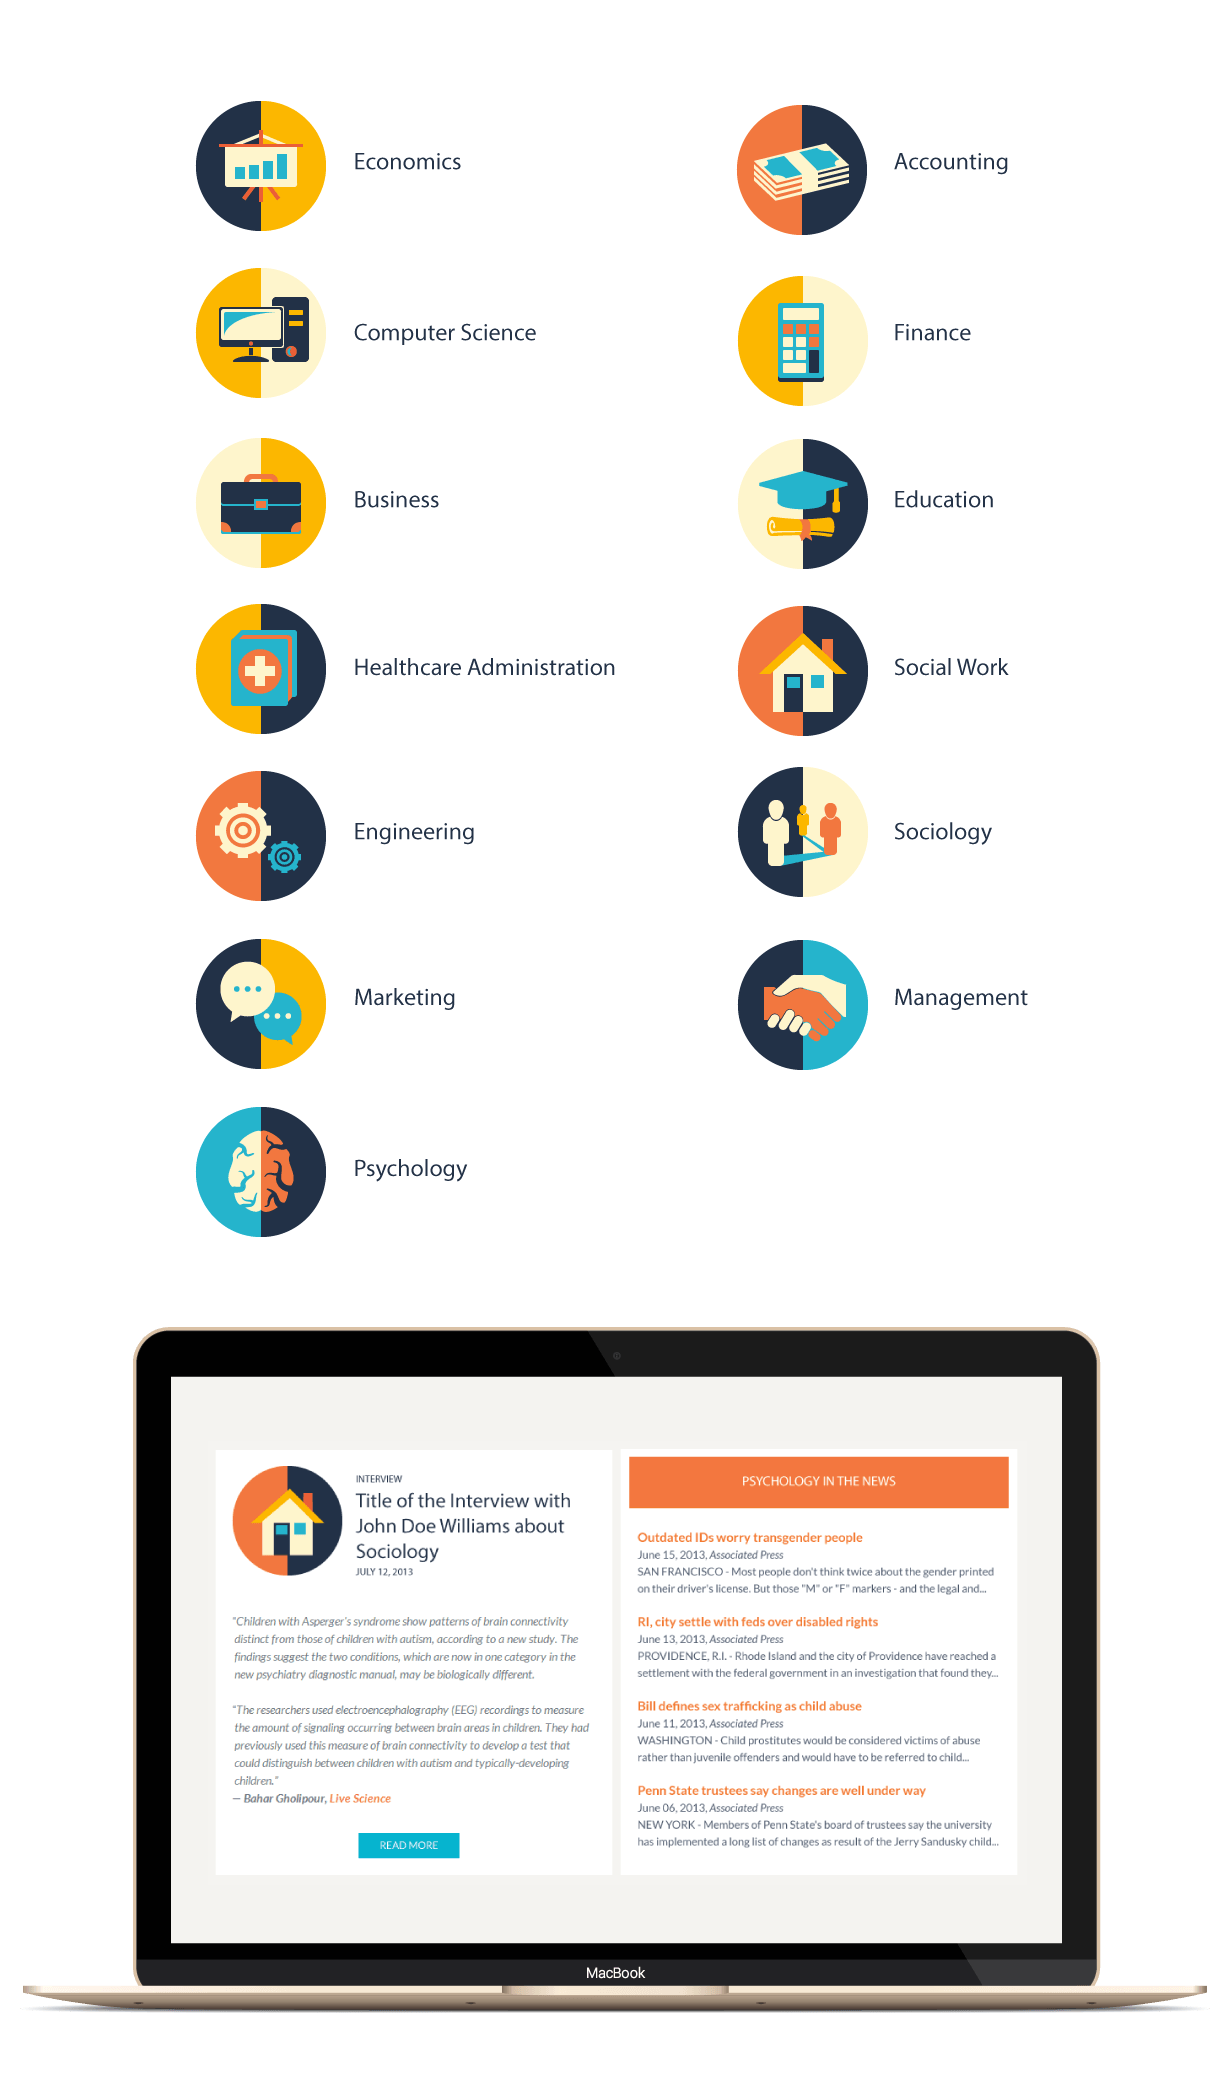 Economics
Accounting
Computer Science
Finance
Business
Education
Healthcare Administration
Social Work
Engineering
Sociology
Marketing
Management
Psychology
INTERVIEW
Title of the Interview with
John Doe Williams about
Sociology
JULY 12, 2013
"Children with Asperger's syndrome show patterns of brain connectivity
distinct from those of children with autism, according to a new study. The
findings suggest the two conditions, which are now in one category in the
new psychiatry diagnostic manual, may be biologically different.
"The researchers used electroencephalography (EEG) recordings to measure
the amount of signaling occurring between brain areas in children. They had
previously used this measure of brain connectivity to develop a test that
could distinguish between children with autism and typically-developing
children."
— Bahar Gholipour, Live Science
READ MORE
PSYCHOLOGY IN THE NEWS
Outdated IDs worry transgender people
June 15, 2013, Associated Press
SAN FRANCISCO - Most people don't think twice about the gender printed
on their driver's license. But those "M" or "F" markers - and the legal and...
RI, city settle with feds over disabled rights
June 13, 2013, Associated Press
PROVIDENCE, R.I. - Rhode Island and the city of Providence have reached a
settlement with the federal government in an investigation that found they...
Bill defines sex trafficking as child abuse
June 11, 2013, Associated Press
WASHINGTON - Child prostitutes would be considered victims of abuse
rather than juvenile offenders and would have to be referred to child...
Penn State trustees say changes are well under way
June 06, 2013, Associated Press
NEW YORK - Members of Penn State's board of trustees say the university
has implemented a long list of changes as result of the Jerry Sandusky child...
MacBook